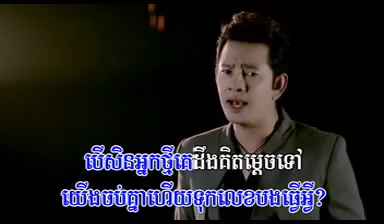 បើសិនអ្នកថ្មីគេដឹងគិតម្ដេចទៅ
យើងចប់គ្នាហើយទុកលេខបងធ្វើអ្វី?